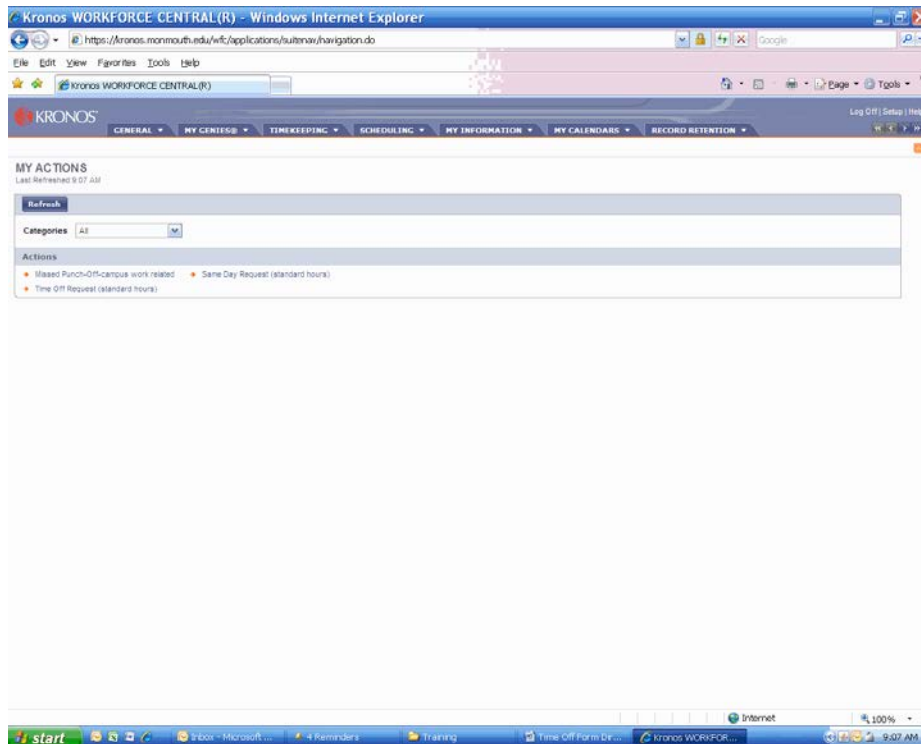 Kronos WORKFORCE CENTRAL(R) - Windows Internet Explorer
https://kronos.monmouth.edu/wfc/applications/suitenav/navigation.do
Google
File Edit View Favorites Tools Help
Kronos WORKFORCE CENTRAL(R)
Page Tools
KRONOS
Log Off | Setup | Help
GENERAL MY GENIES® TIMEKEEPING SCHEDULING MY INFORMATION MY CALENDARS RECORD RETENTION
MY ACTIONS
Last Refreshed 9:07 AM
Refresh
Categories All
Actions
Missed Punch-Off-campus work related Same Day Request (standard hours)
Time Off Request (standard hours)
Internet 100%
start Inbox - Microsoft ... 4 Reminders Training Time Off Form Dir... Kronos WORKFOR... 9:07 AM